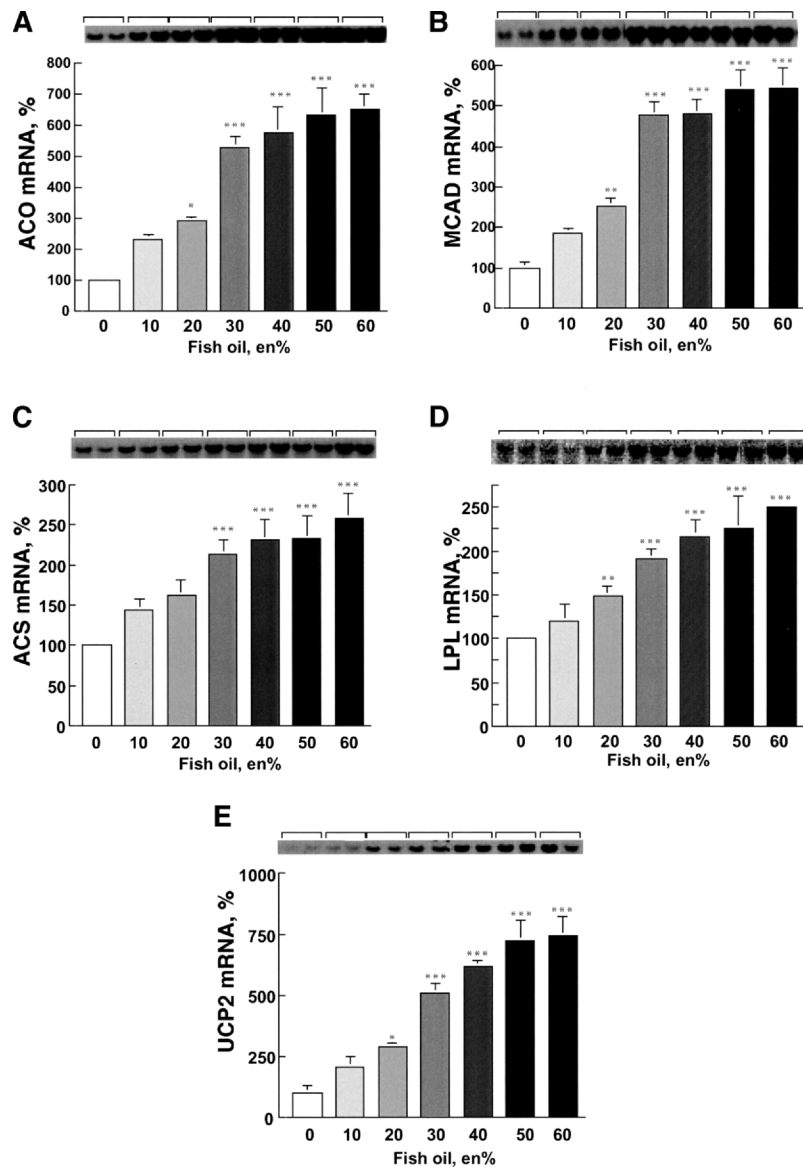 A
ACO mRNA, %
800
700
600
500
400
300
200
100
0
* *** *** *** ***
0 10 20 30 40 50 60
Fish oil, en%
B
MCAD mRNA, %
600
500
400
300
200
100
0
** *** *** *** ***
0 10 20 30 40 50 60
Fish oil, en%
C
ACS mRNA, %
300
250
200
150
100
50
0
*** *** *** ***
0 10 20 30 40 50 60
Fish oil, en%
D
LPL mRNA, %
250
200
150
100
50
0
** *** *** *** ***
0 10 20 30 40 50 60
Fish oil, en%
E
UCP2 mRNA, %
1000
750
500
250
0
* *** *** *** ***
0 10 20 30 40 50 60
Fish oil, en%